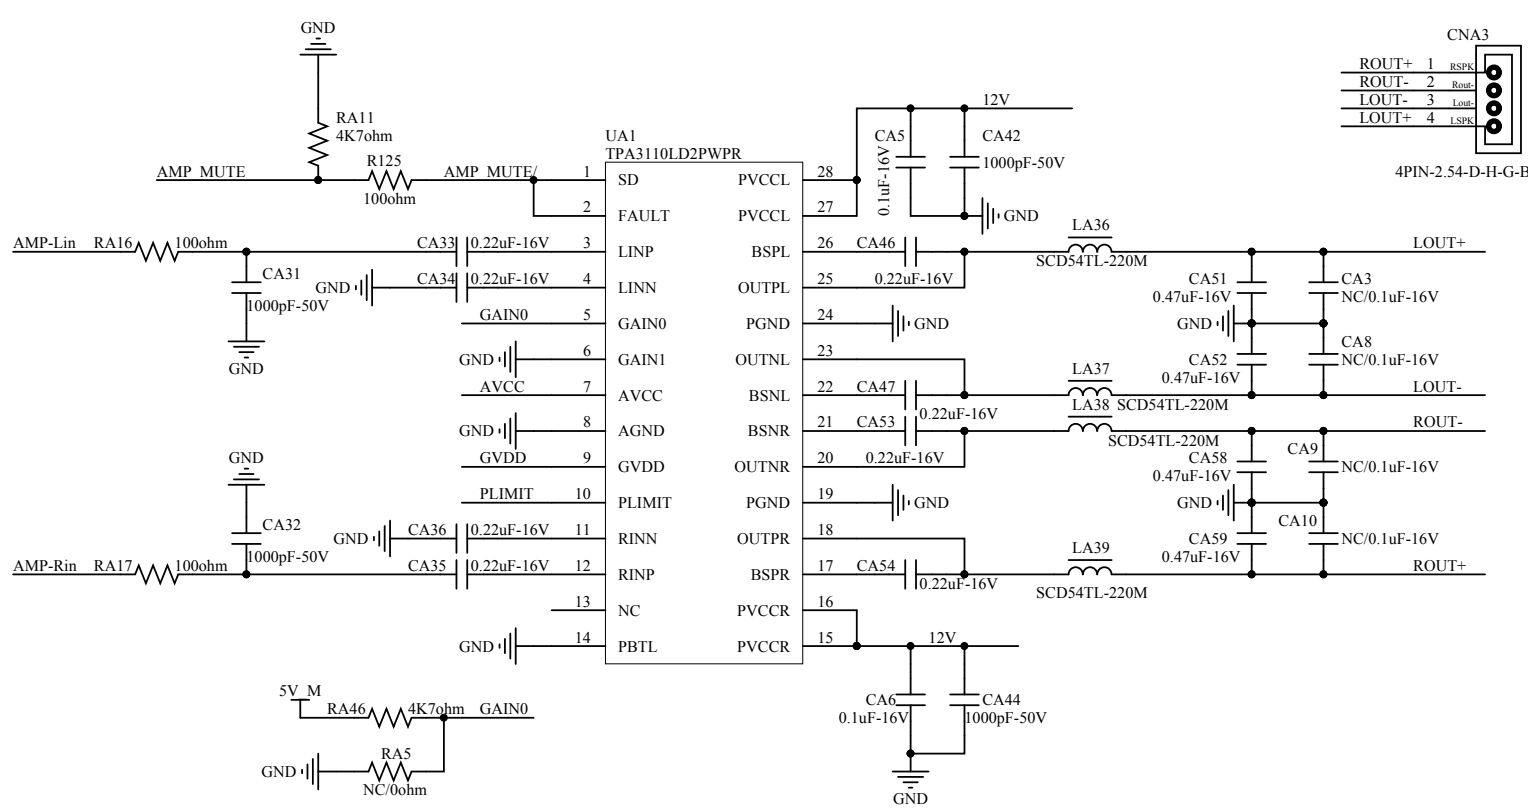 GND
CNA3
ROUT+ 1 RSPK
ROUT- 2 Rout-
LOUT- 3 Lout-
LOUT+ 4 LSPK
4PIN-2.54-D-H-G-B
RA11
4K7ohm
R125
100ohm
AMP_MUTE
AMP_MUTE/
UA1
TPA3110LD2PWPR
12V
CA5
0.1uF-16V
CA42
1000pF-50V
GND
1 SD PVCCL 28
2 FAULT PVCCL 27
3 LINP BSPL 26
4 LINN OUTPL 25
5 GAIN0 PGND 24
6 GAIN1 OUTNL 23
7 AVCC BSNL 22
8 AGND BSNR 21
9 GVDD OUTNR 20
10 PLIMIT PGND 19
11 RINN OUTPR 18
12 RINP BSPR 17
13 NC PVCCR 16
14 PBTL PVCCR 15
AMP-Lin RA16 100ohm
CA33 0.22uF-16V
CA31
1000pF-50V
GND
GND CA34 0.22uF-16V
GAIN0
GND
AVCC
GND
GVDD
PLIMIT
GND
CA32
1000pF-50V
GND CA36 0.22uF-16V
AMP-Rin RA17 100ohm
CA35 0.22uF-16V
GND
5V_M
RA46 4K7ohm GAIN0
RA5
GND
NC/0ohm
CA46
0.22uF-16V
LA36
SCD54TL-220M
LOUT+
CA51
0.47uF-16V
CA3
NC/0.1uF-16V
GND
GND
CA52
0.47uF-16V
CA8
NC/0.1uF-16V
CA47
0.22uF-16V
LA37
SCD54TL-220M
LOUT-
CA53
0.22uF-16V
LA38
SCD54TL-220M
ROUT-
CA58
0.47uF-16V
CA9
NC/0.1uF-16V
GND
GND
CA59
0.47uF-16V
CA10
NC/0.1uF-16V
CA54
0.22uF-16V
LA39
SCD54TL-220M
ROUT+
12V
CA6
0.1uF-16V
CA44
1000pF-50V
GND